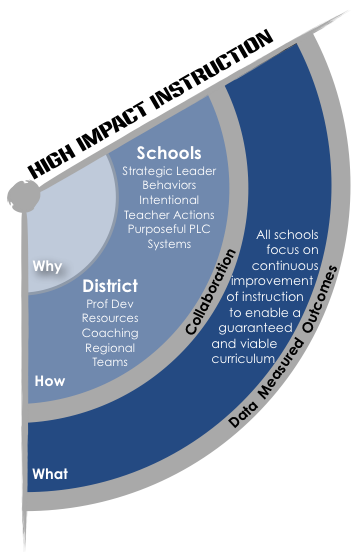 HIGH IMPACT INSTRUCTION
Schools
Strategic Leader
Behaviors
Intentional
Teacher Actions
Purposeful PLC
Systems
Why
District
Prof Dev
Resources
Coaching
Regional
Teams
How
Collaboration
All schools
focus on
continuous
improvement
of instruction
to enable a
guaranteed
and viable
curriculum
Data Measured Outcomes
What